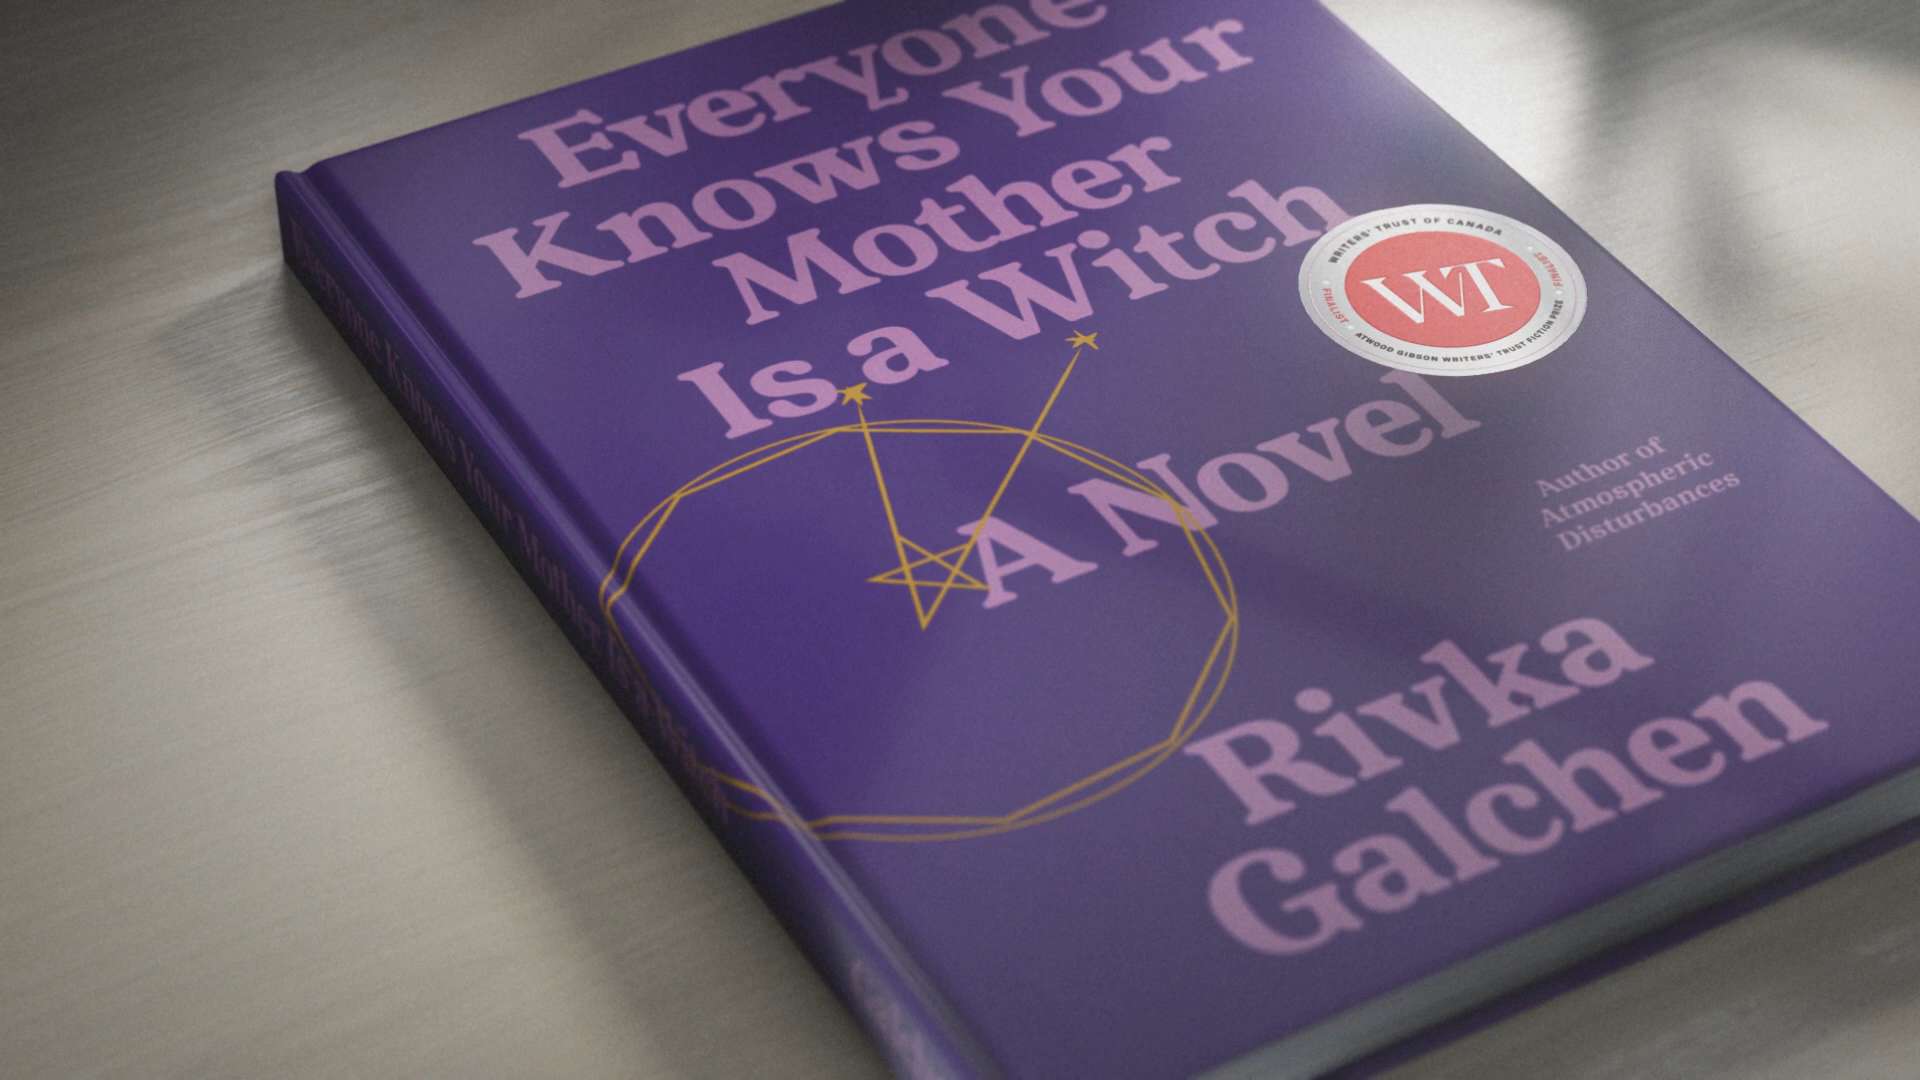 Everyone
Knows Your
Mother
Is a Witch
A Novel
WRITERS' TRUST OF CANADA
FINALIST
FINALIST
WT
ATWOOD GIBSON WRITERS' TRUST FICTION PRIZE
Author of
Atmospheric
Disturbances
Rivka
Galchen
Everyone Knows Your Mother Is a Witch